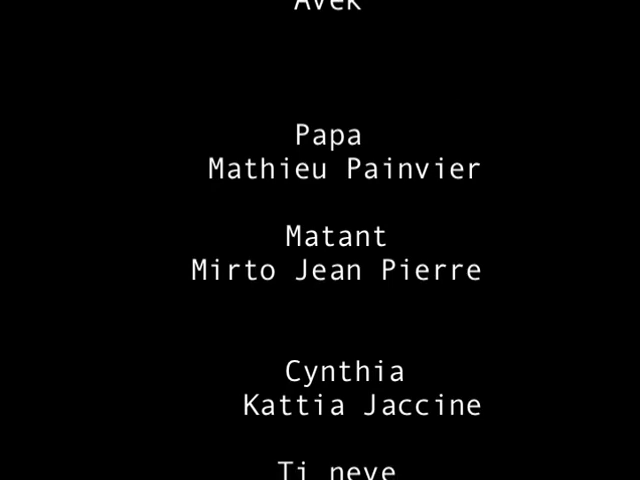 Avek
Papa
Mathieu Painvier
Matant
Mirto Jean Pierre
Cynthia
Kattia Jaccine
Ti neve